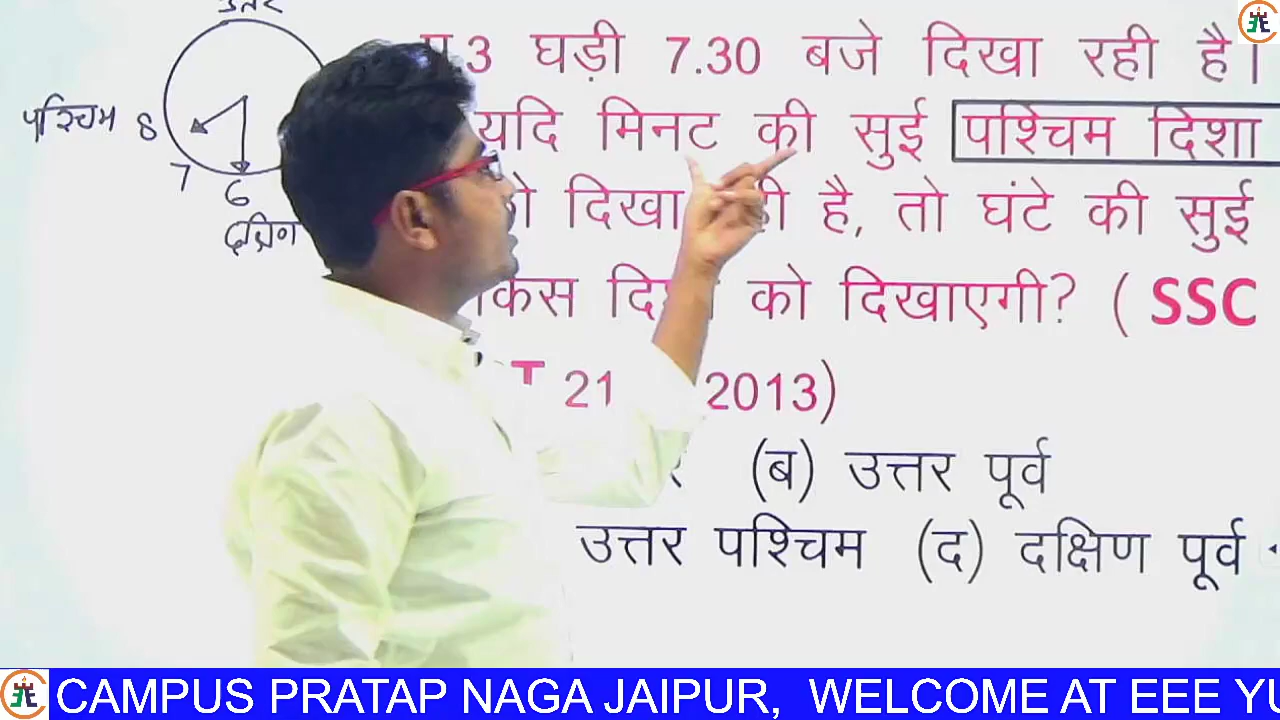 उत्तर
पश्चिम 8
7
6
दक्षिण
.3 घड़ी 7.30 बजे दिखा रही है।
यदि मिनट की सुई पश्चिम दिशा
दिखा है, तो घंटे की सुई
किस को दिखाएगी? ( SSC
21 2013)
(ब) उत्तर पूर्व
उत्तर पश्चिम (द) दक्षिण पूर्व
CAMPUS PRATAP NAGA JAIPUR, WELCOME AT EEE YU